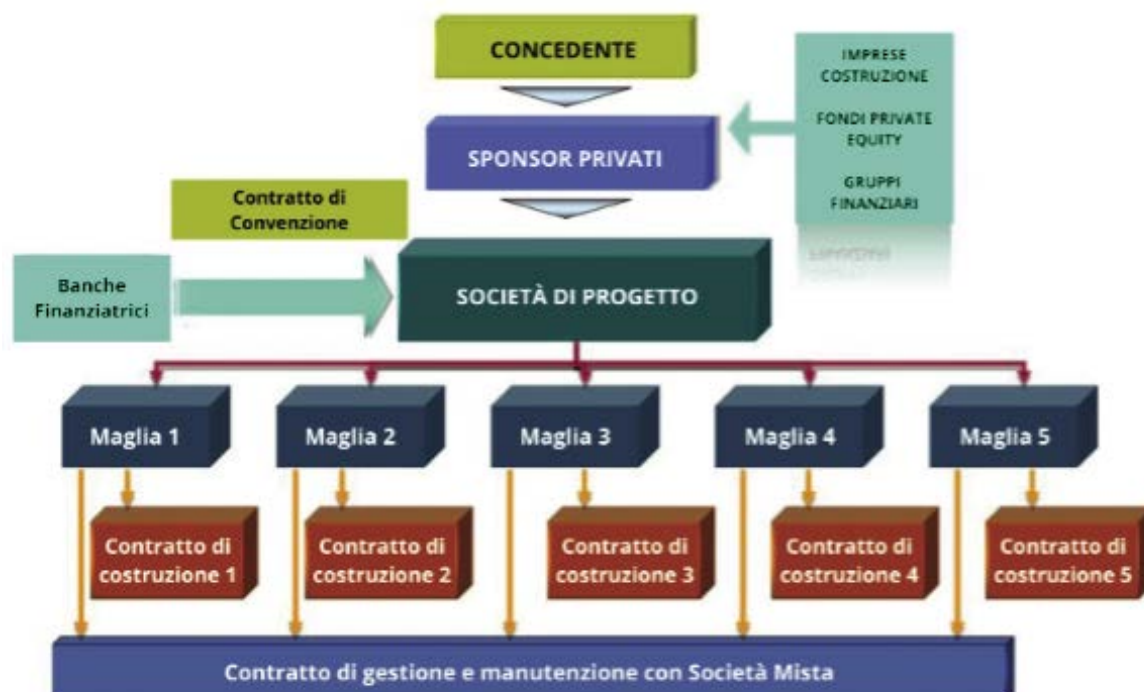 CONCEDENTE
IMPRESE
COSTRUZIONE
FONDI PRIVATE
EQUITY
GRUPPI
FINANZIARI
SPONSOR PRIVATI
Contratto di
Convenzione
Banche
Finanziatrici
SOCIETÀ DI PROGETTO
Maglia 1
Maglia 2
Maglia 3
Maglia 4
Maglia 5
Contratto di
costruzione 1
Contratto di
costruzione 2
Contratto di
costruzione 3
Contratto di
costruzione 4
Contratto di
costruzione 5
Contratto di gestione e manutenzione con Società Mista